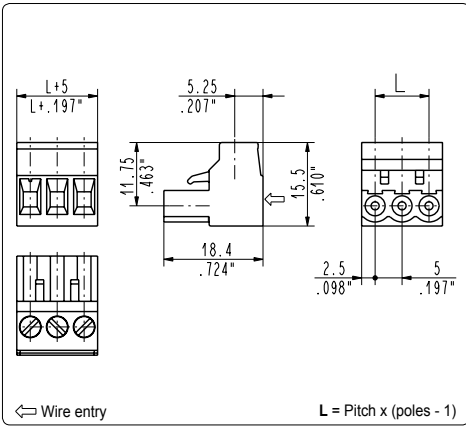 L+5
L+.197"
5.25
.207"
L
11.75
.463"
15.5
.610"
18.4
.724"
2.5
.098"
5
.197"
⇦ Wire entry
L = Pitch x (poles - 1)